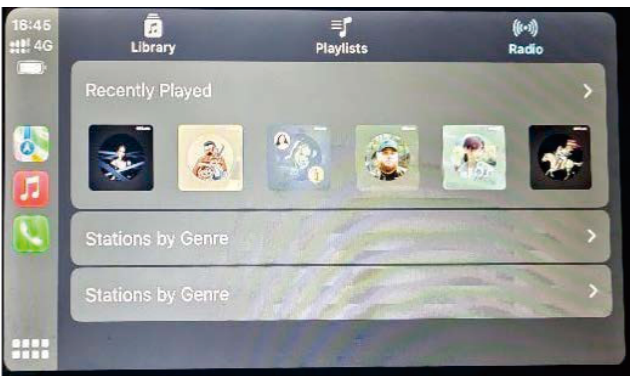 16:45
4G
Library
Playlists
Radio
Recently Played
Stations by Genre
Stations by Genre